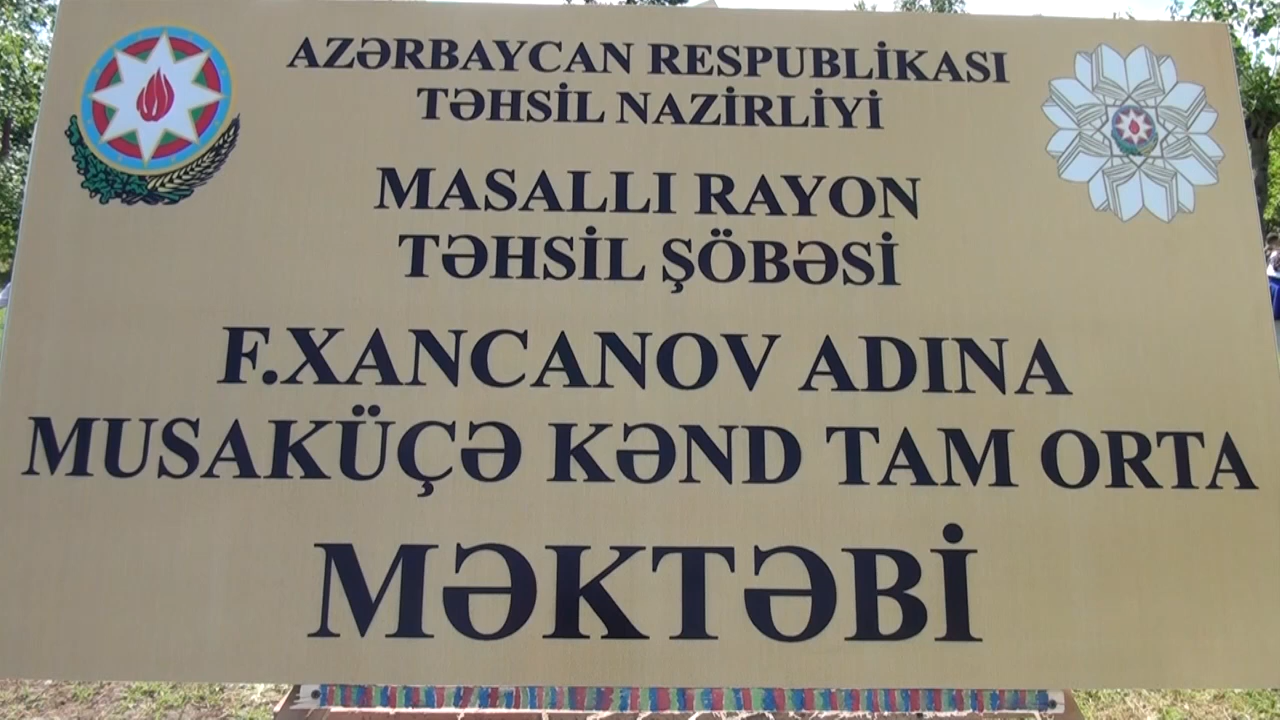 AZƏRBAYCAN RESPUBLİKASI
TƏHSİL NAZİRLİYİ
MASALLI RAYON
TƏHSİL ŞÖBƏSİ
F.XANCANOV ADINA
MUSAKÜÇƏ KƏND TAM ORTA
MƏKTƏBİ